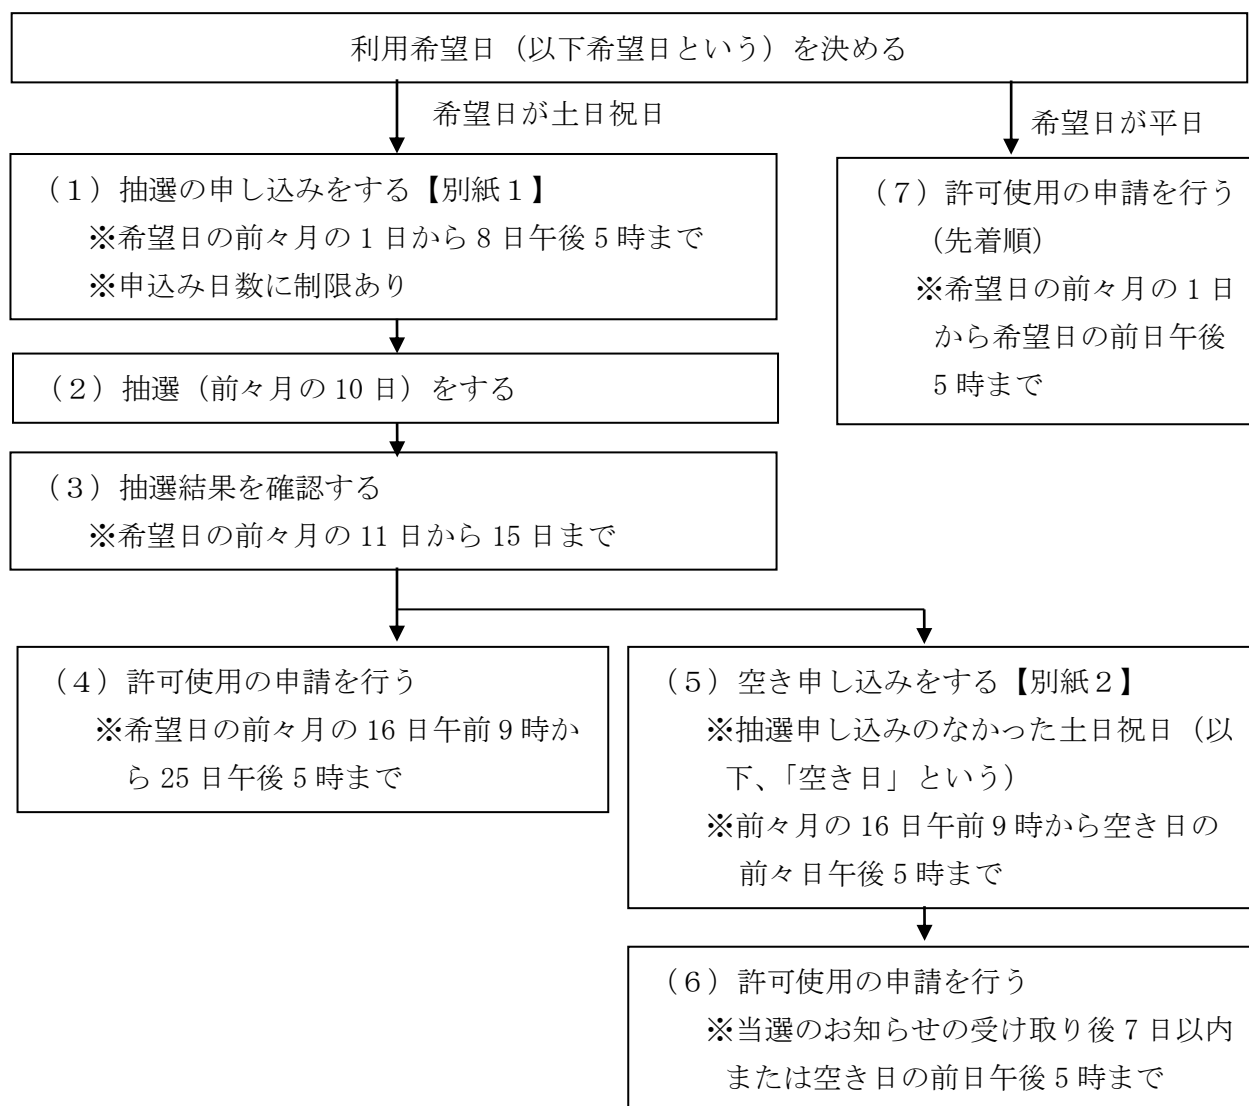 利用希望日（以下希望日という）を決める
希望日が土日祝日
希望日が平日
（１）抽選の申し込みをする【別紙１】
※希望日の前々月の 1 日から 8 日午後 5 時まで
※申込み日数に制限あり
（７）許可使用の申請を行う
（先着順）
※希望日の前々月の 1 日
から希望日の前日午後
5 時まで
（２）抽選（前々月の 10 日）をする
（３）抽選結果を確認する
※希望日の前々月の 11 日から 15 日まで
（４）許可使用の申請を行う
※希望日の前々月の 16 日午前 9 時か
ら 25 日午後 5 時まで
（５）空き申し込みをする【別紙２】
※抽選申し込みのなかった土日祝日（以
下、「空き日」という）
※前々月の 16 日午前 9 時から空き日の
前々日午後 5 時まで
（６）許可使用の申請を行う
※当選のお知らせの受け取り後 7 日以内
または空き日の前日午後 5 時まで